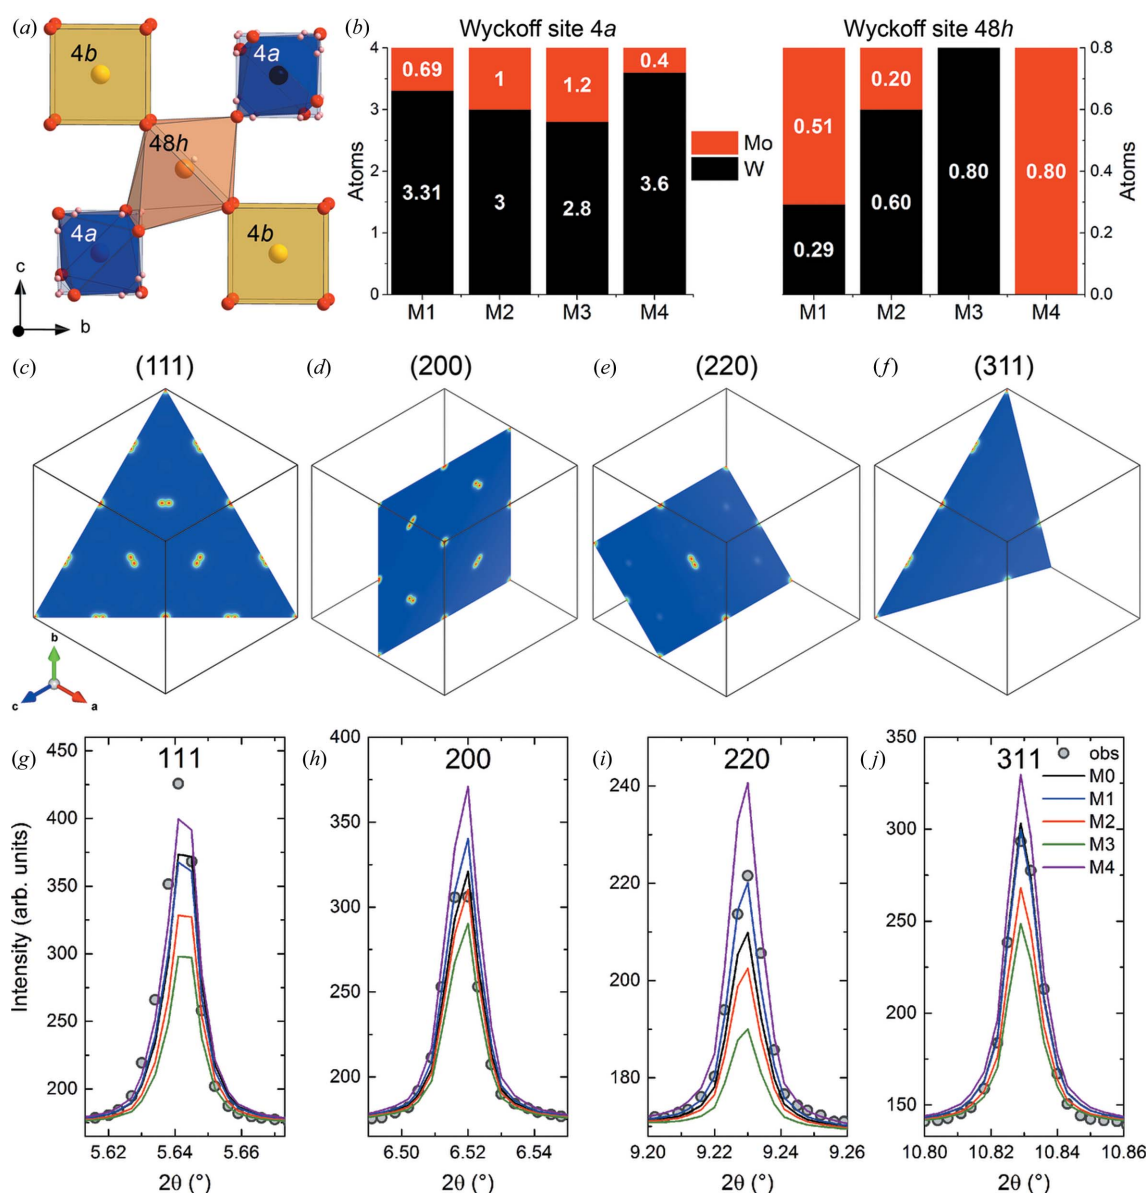 (a)
4b
4a
48h
4a
4b
c
b
(b)
Wyckoff site 4a
Wyckoff site 48h
Atoms
4
3
2
1
0
0.69
3.31
1
3
1.2
2.8
0.4
3.6
M1 M2 M3 M4
Mo
W
0.51
0.29
0.20
0.60
0.80
0.80
M1 M2 M3 M4
0.8
0.6
0.4
0.2
0.0
Atoms
(c) (111)
(d) (200)
(e) (220)
(f) (311)
b
c
a
(g)
111
Intensity (arb. units)
450
400
350
300
250
200
5.62 5.64 5.66
2θ (°)
(h)
200
400
350
300
250
200
6.50 6.52 6.54
2θ (°)
(i)
220
240
220
200
180
9.20 9.22 9.24 9.26
2θ (°)
(j)
311
350
300
250
200
150
10.80 10.82 10.84 10.86
2θ (°)
obs
M0
M1
M2
M3
M4